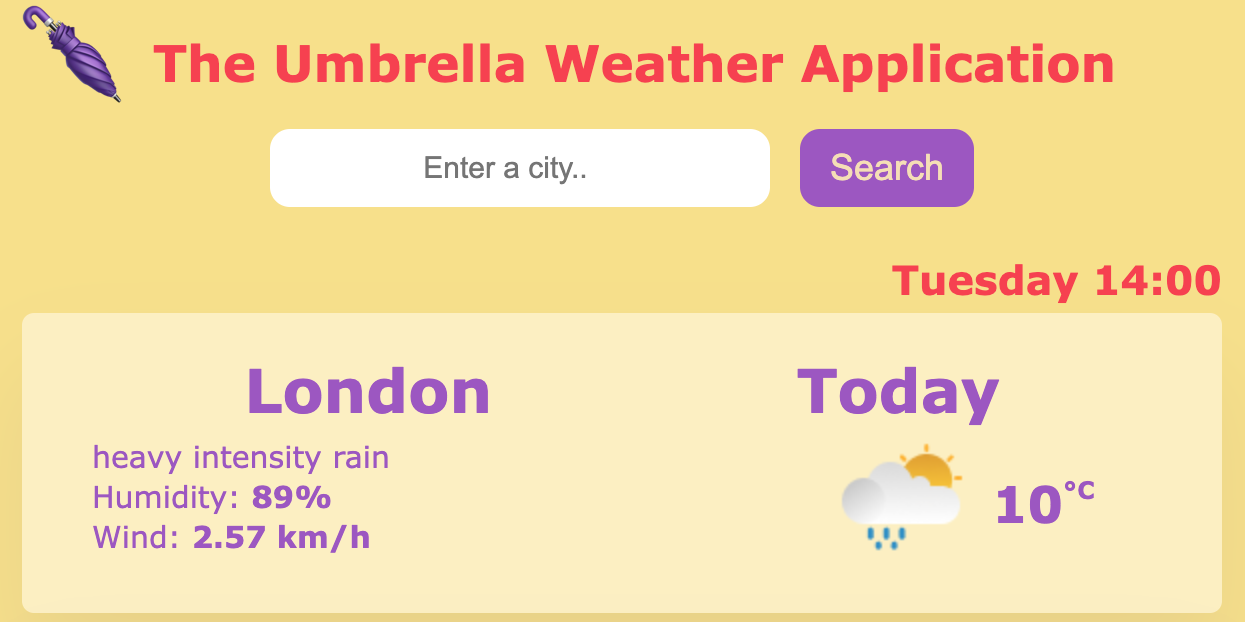 The Umbrella Weather Application
Enter a city..
Search
Tuesday 14:00
London
heavy intensity rain
Humidity: 89%
Wind: 2.57 km/h
Today
10°C